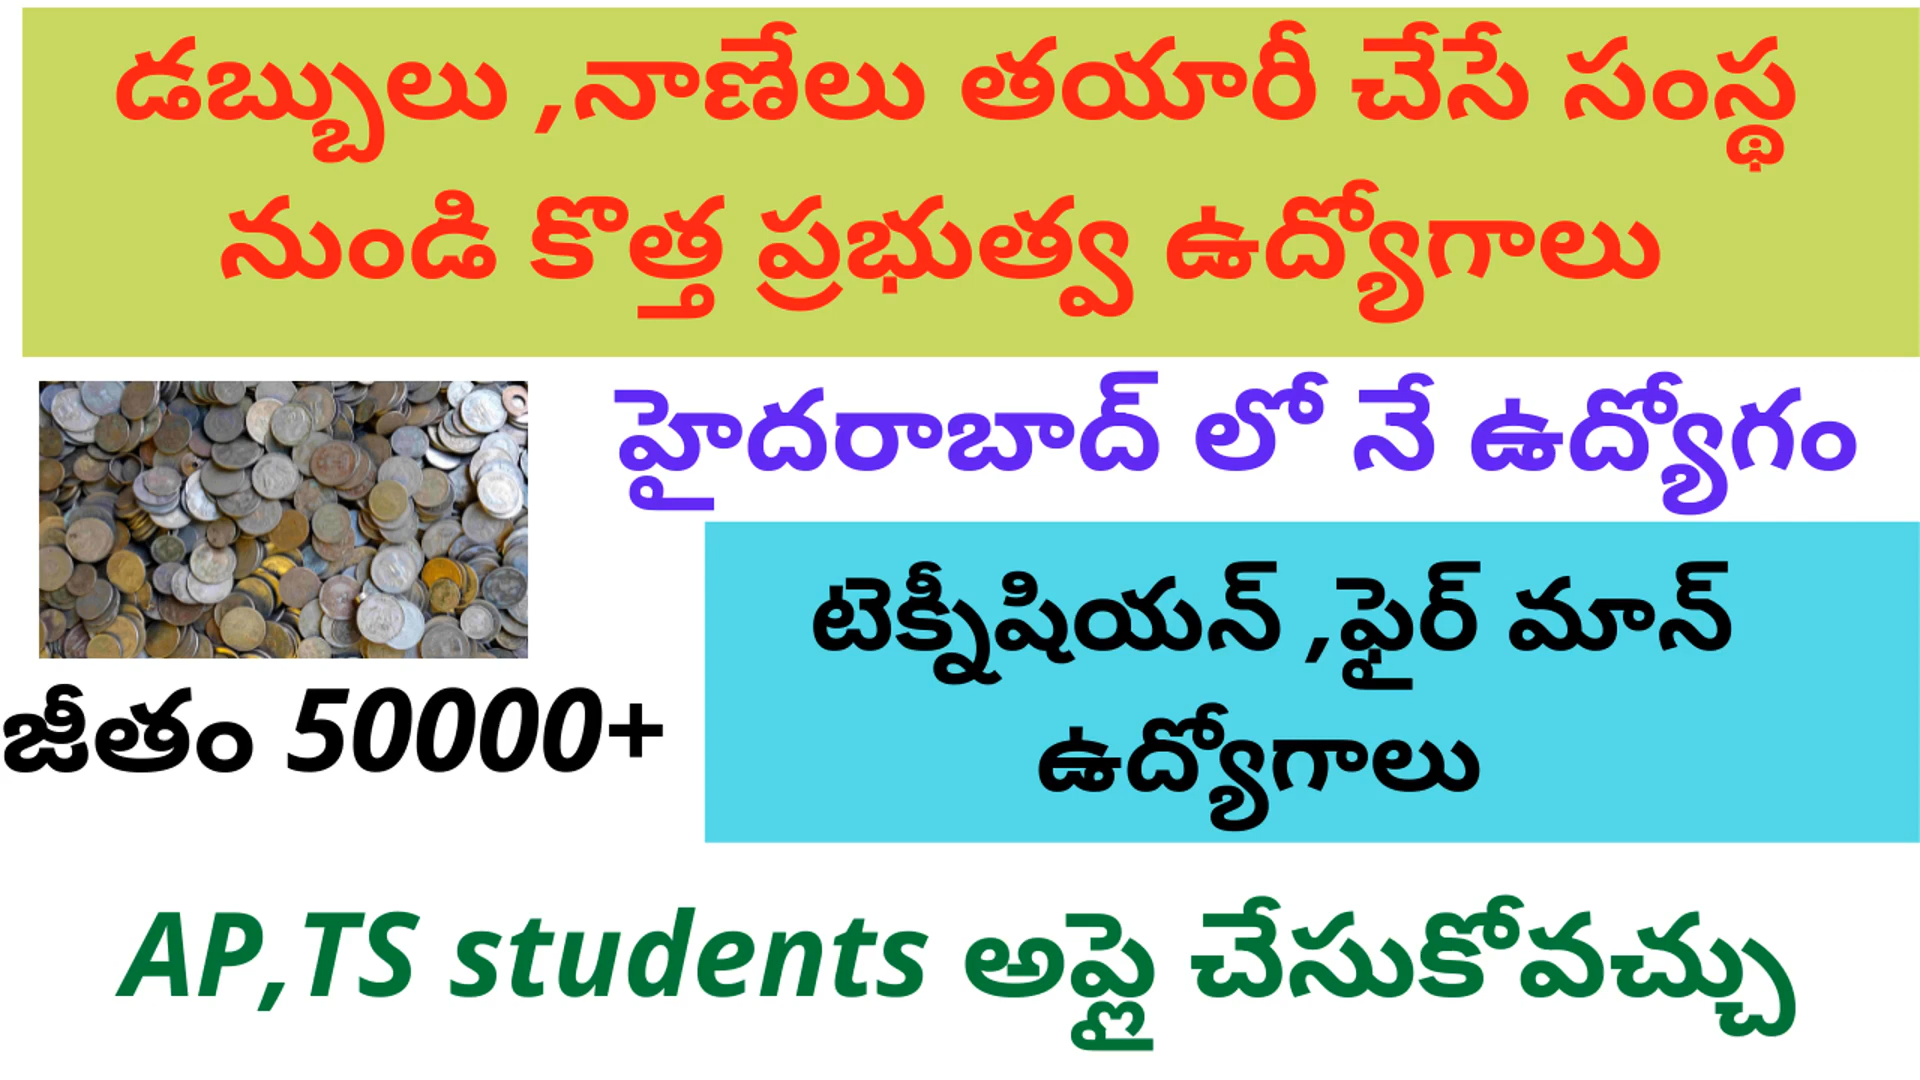 డబ్బులు ,నాణేలు తయారీ చేసే సంస్థ
నుండి కొత్త ప్రభుత్వ ఉద్యోగాలు
హైదరాబాద్ లో నే ఉద్యోగం
టెక్నీషియన్ ,ఫైర్ మాన్
ఉద్యోగాలు
జీతం 50000+
AP,TS students అప్లై చేసుకోవచ్చు